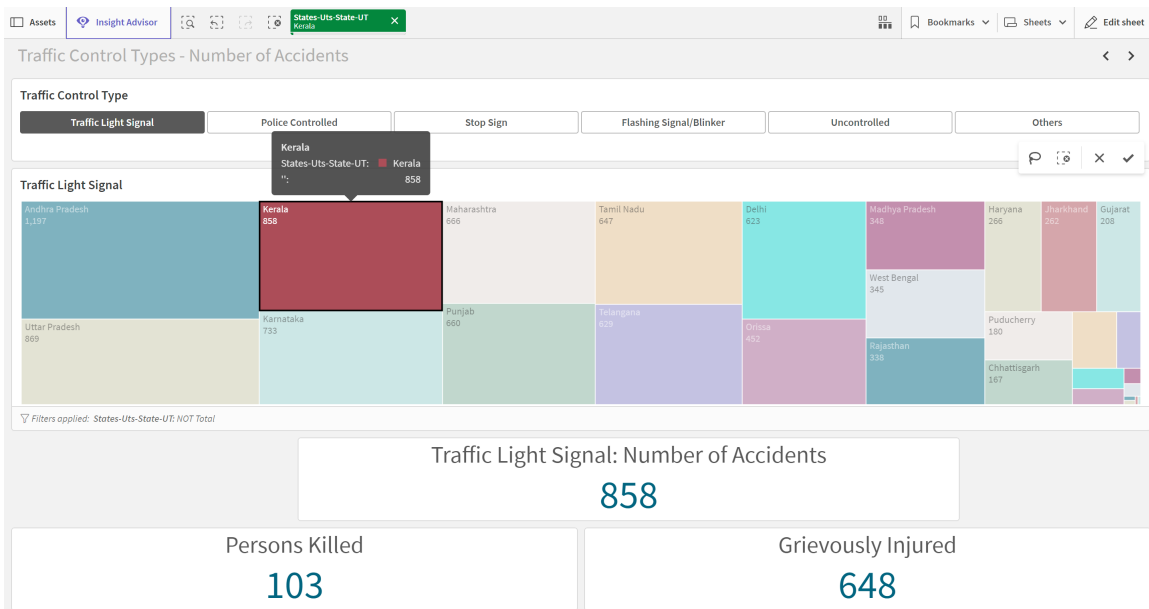 Assets
Insight Advisor
States-Uts-State-UT
Kerala
Bookmarks
Sheets
Edit sheet
Traffic Control Types - Number of Accidents
Traffic Control Type
Traffic Light Signal
Police Controlled
Stop Sign
Flashing Signal/Blinker
Uncontrolled
Others
Kerala
States-Uts-State-UT: Kerala
'': 858
Traffic Light Signal
Andhra Pradesh
1,197
Uttar Pradesh
869
Kerala
858
Karnataka
733
Maharashtra
666
Punjab
660
Tamil Nadu
647
Telangana
629
Delhi
623
Orissa
452
Madhya Pradesh
348
West Bengal
345
Rajasthan
338
Haryana
266
Jharkhand
262
Gujarat
208
Puducherry
180
Chhattisgarh
167
Filters applied: States-Uts-State-UT: NOT Total
Traffic Light Signal: Number of Accidents
858
Persons Killed
103
Grievously Injured
648